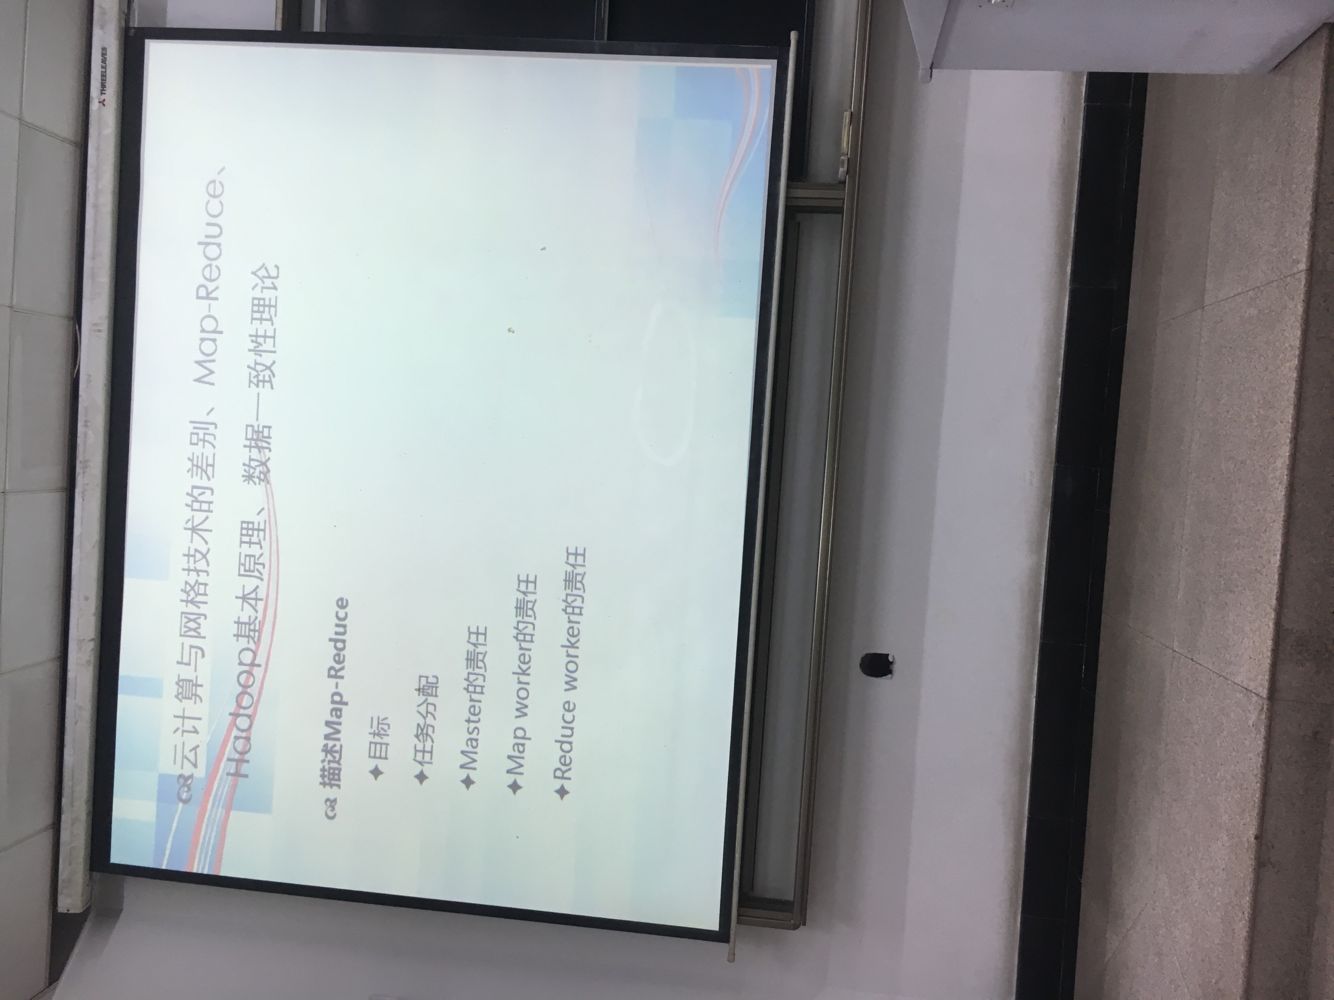 THREELEAVES
云计算与网格技术的差别、Map-Reduce、
Hadoop基本原理、数据一致性理论
描述Map-Reduce
目标
任务分配
Master的责任
Map worker的责任
Reduce worker的责任